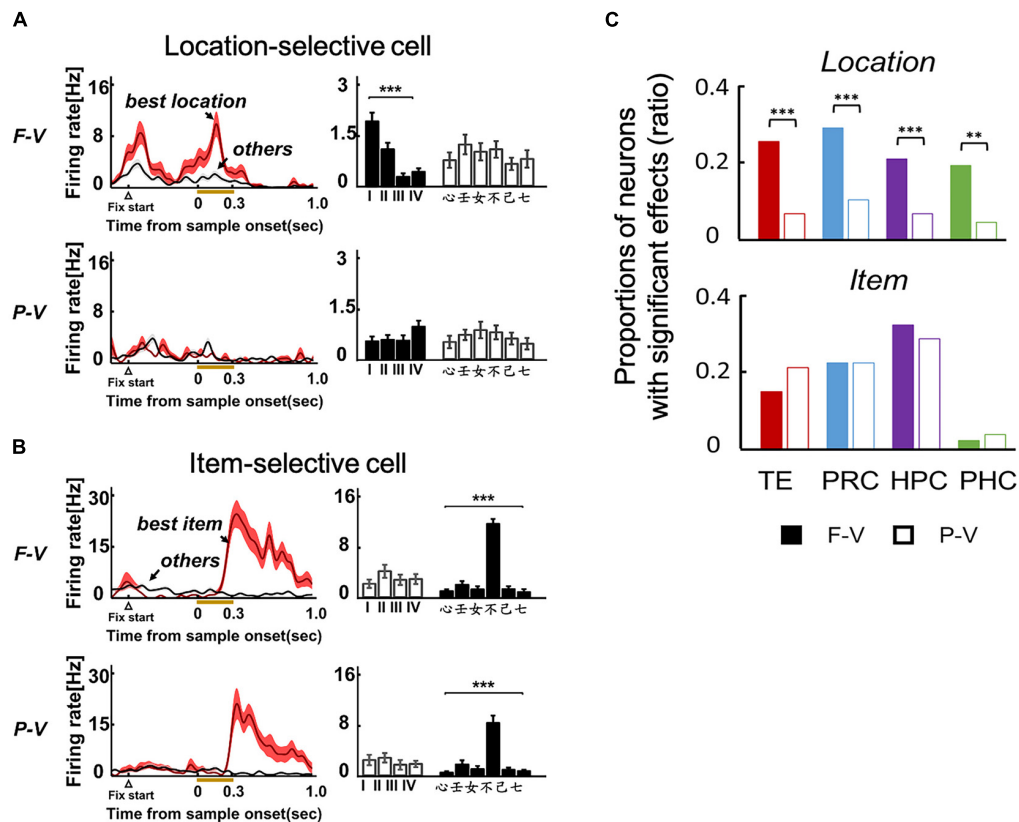 A
Location-selective cell
F-V
Firing rate[Hz]
16
8
0
best location
others
Fix start
0 0.3 1.0
Time from sample onset(sec)
3
1.5
0
***
I II III IV
心 壬 女 不 己 七
P-V
Firing rate[Hz]
16
8
0
Fix start
0 0.3 1.0
Time from sample onset(sec)
3
1.5
0
I II III IV
心 壬 女 不 己 七
B
Item-selective cell
F-V
Firing rate[Hz]
30
15
0
best item
others
Fix start
0 0.3 1.0
Time from sample onset(sec)
16
8
0
***
I II III IV
心 壬 女 不 己 七
P-V
Firing rate[Hz]
30
15
0
Fix start
0 0.3 1.0
Time from sample onset(sec)
16
8
0
***
I II III IV
心 壬 女 不 己 七
C
Proportions of neurons
with significant effects (ratio)
Location
0.4
0.2
0
*** *** *** **
Item
0.4
0.2
0
TE PRC HPC PHC
F-V P-V